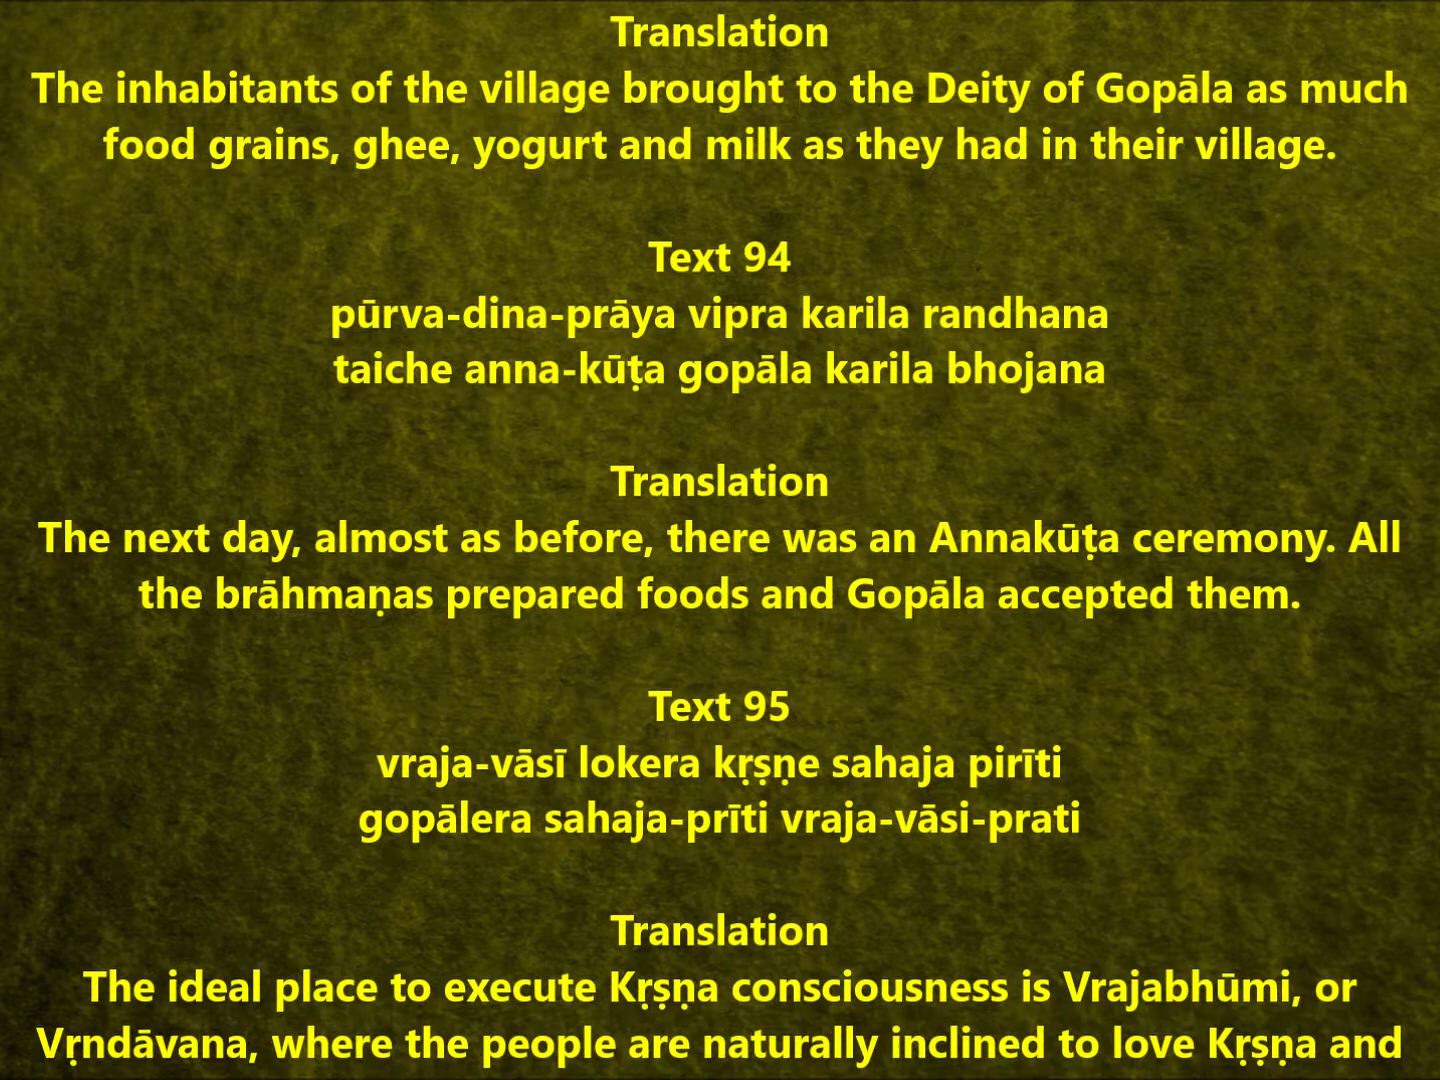 Translation
The inhabitants of the village brought to the Deity of Gopāla as much
food grains, ghee, yogurt and milk as they had in their village.
Text 94
pūrva-dina-prāya vipra karila randhana
taiche anna-kūṭa gopāla karila bhojana
Translation
The next day, almost as before, there was an Annakūṭa ceremony. All
the brāhmaṇas prepared foods and Gopāla accepted them.
Text 95
vraja-vāsī lokera kṛṣṇe sahaja pirīti
gopālera sahaja-prīti vraja-vāsi-prati
Translation
The ideal place to execute Kṛṣṇa consciousness is Vrajabhūmi, or
Vṛndāvana, where the people are naturally inclined to love Kṛṣṇa and